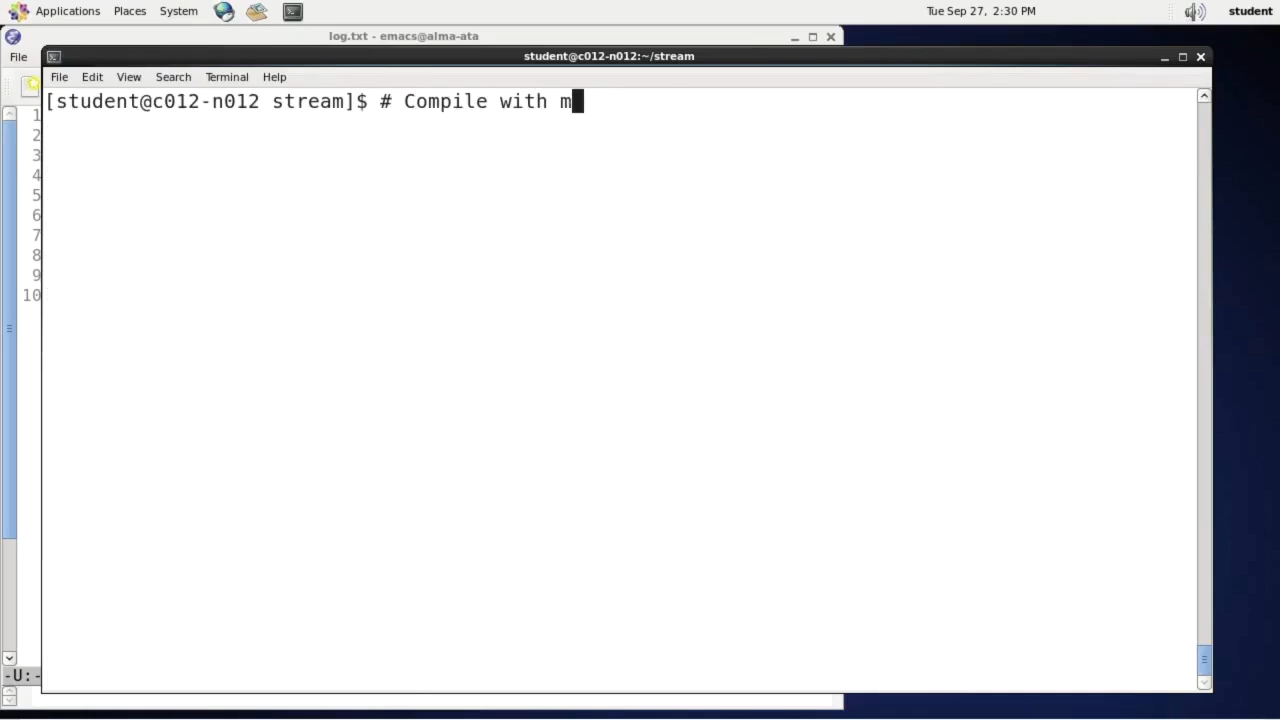 Applications Places System Tue Sep 27, 2:30 PM student
log.txt - emacs@alma-ata
File
student@c012-n012:~/stream
File Edit View Search Terminal Help
[student@c012-n012 stream]$ # Compile with m
1
2
3
4
5
6
7
8
9
10
-U:-